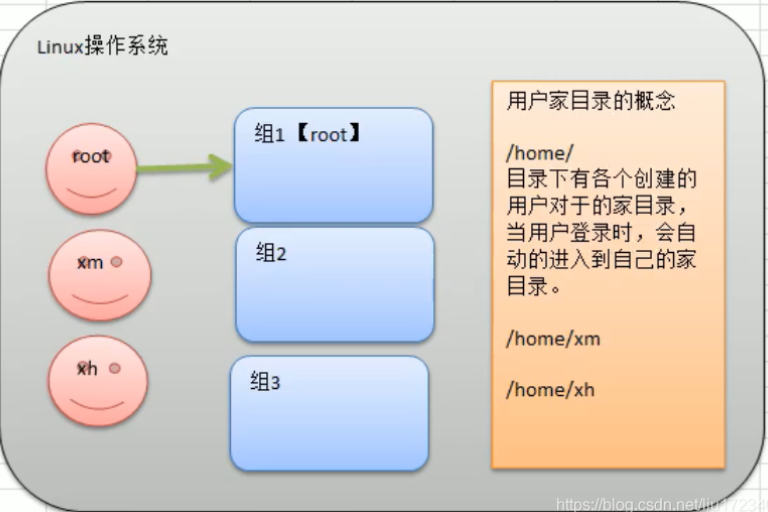 Linux操作系统
root
xm
xh
组1【root】
组2
组3
用户家目录的概念
/home/
目录下有各个创建的
用户对于的家目录，
当用户登录时，会自
动的进入到自己的家
目录。
/home/xm
/home/xh
https://blog.csdn.net/liu172340